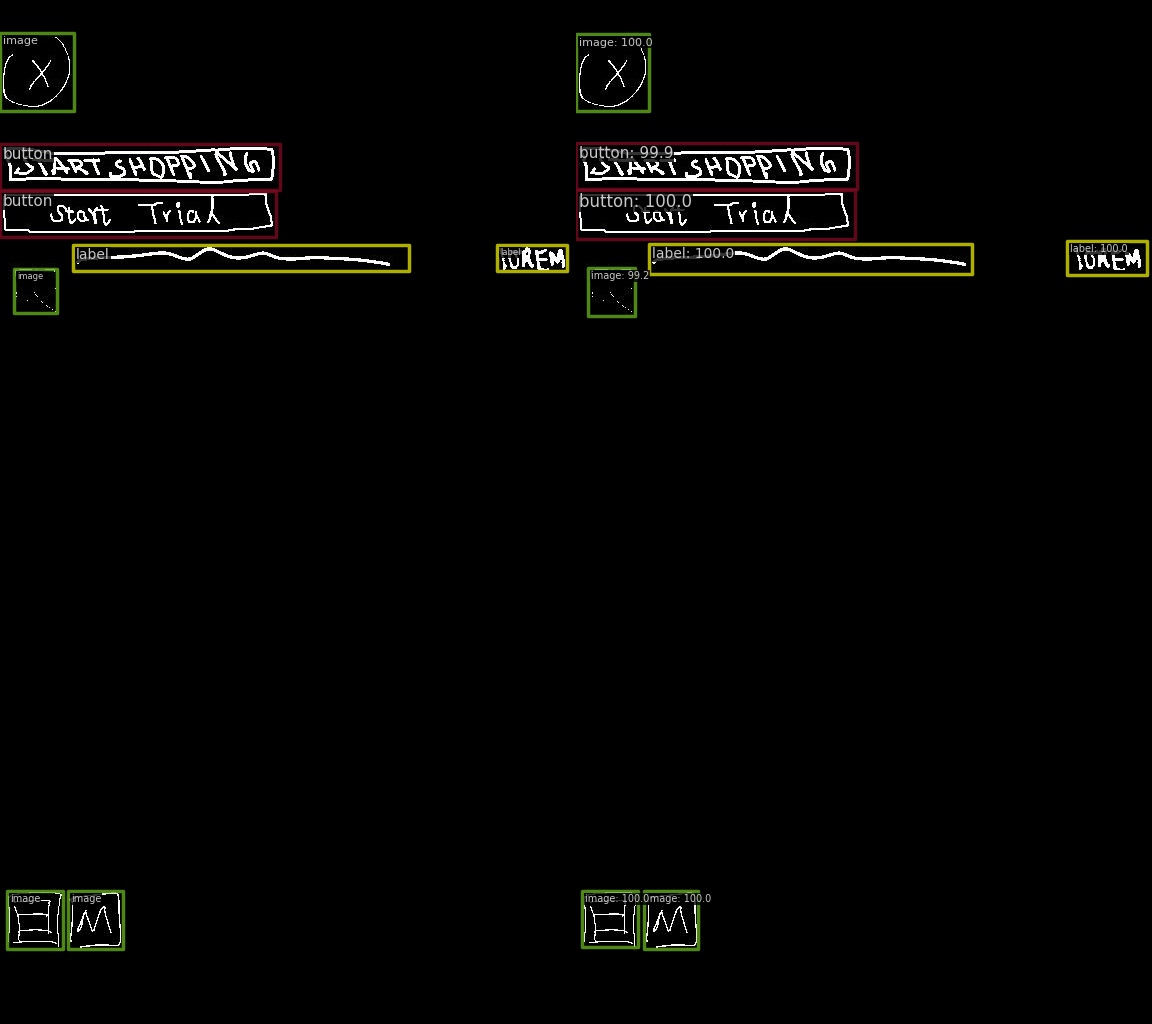 image image: 100.0
X X
button button: 99.9
START SHOPPING START SHOPPING
button button: 100.0
Start Trial Start Trial
label label label: 100.0 label: 100.0
image image: 99.2
image image image: 100.0 image: 100.0
M M